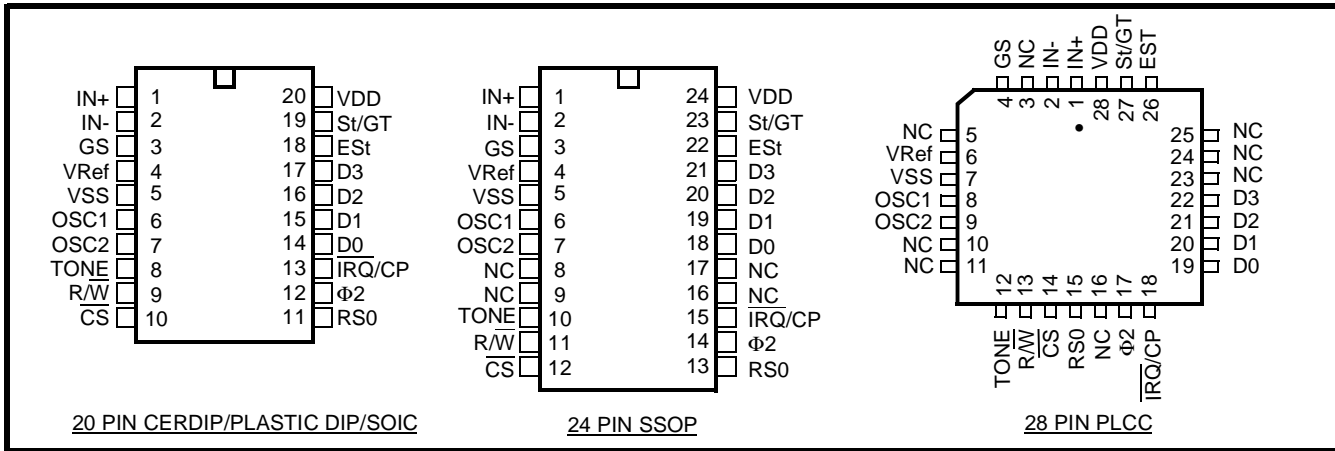 IN+ 1 20 VDD
IN- 2 19 St/GT
GS 3 18 ESt
VRef 4 17 D3
VSS 5 16 D2
OSC1 6 15 D1
OSC2 7 14 D0
TONE 8 13 IRQ/CP
R/W 9 12 Φ2
CS 10 11 RS0
20 PIN CERDIP/PLASTIC DIP/SOIC
IN+ 1 24 VDD
IN- 2 23 St/GT
GS 3 22 ESt
VRef 4 21 D3
VSS 5 20 D2
OSC1 6 19 D1
OSC2 7 18 D0
NC 8 17 NC
NC 9 16 NC
TONE 10 15 IRQ/CP
R/W 11 14 Φ2
CS 12 13 RS0
24 PIN SSOP
GS NC IN- IN+ VDD St/GT EST
4 3 2 1 28 27 26
NC 5 25 NC
VRef 6 24 NC
VSS 7 23 NC
OSC1 8 22 D3
OSC2 9 21 D2
NC 10 20 D1
NC 11 19 D0
12 13 14 15 16 17 18
TONE R/W CS RS0 NC Φ2 IRQ/CP
28 PIN PLCC